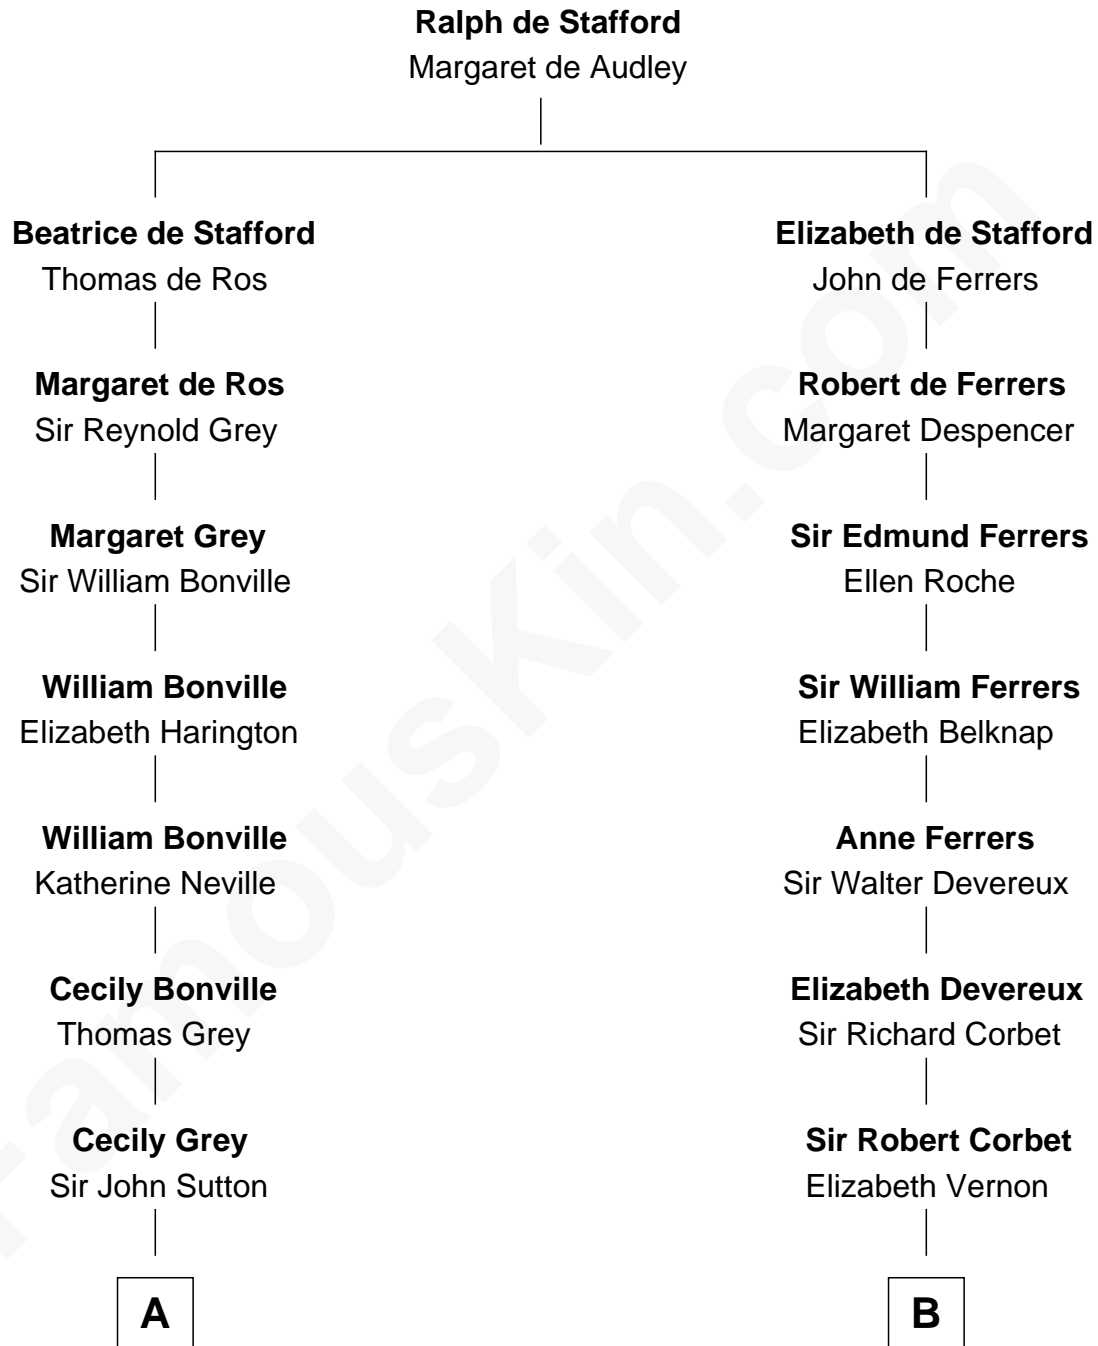 Ralph de Stafford
Margaret de Audley
Beatrice de Stafford
Thomas de Ros
Elizabeth de Stafford
John de Ferrers
Margaret de Ros
Sir Reynold Grey
Robert de Ferrers
Margaret Despencer
Margaret Grey
Sir William Bonville
Sir Edmund Ferrers
Ellen Roche
William Bonville
Elizabeth Harington
Sir William Ferrers
Elizabeth Belknap
William Bonville
Katherine Neville
Anne Ferrers
Sir Walter Devereux
Cecily Bonville
Thomas Grey
Elizabeth Devereux
Sir Richard Corbet
Cecily Grey
Sir John Sutton
Sir Robert Corbet
Elizabeth Vernon
A
B
FamousKin.com